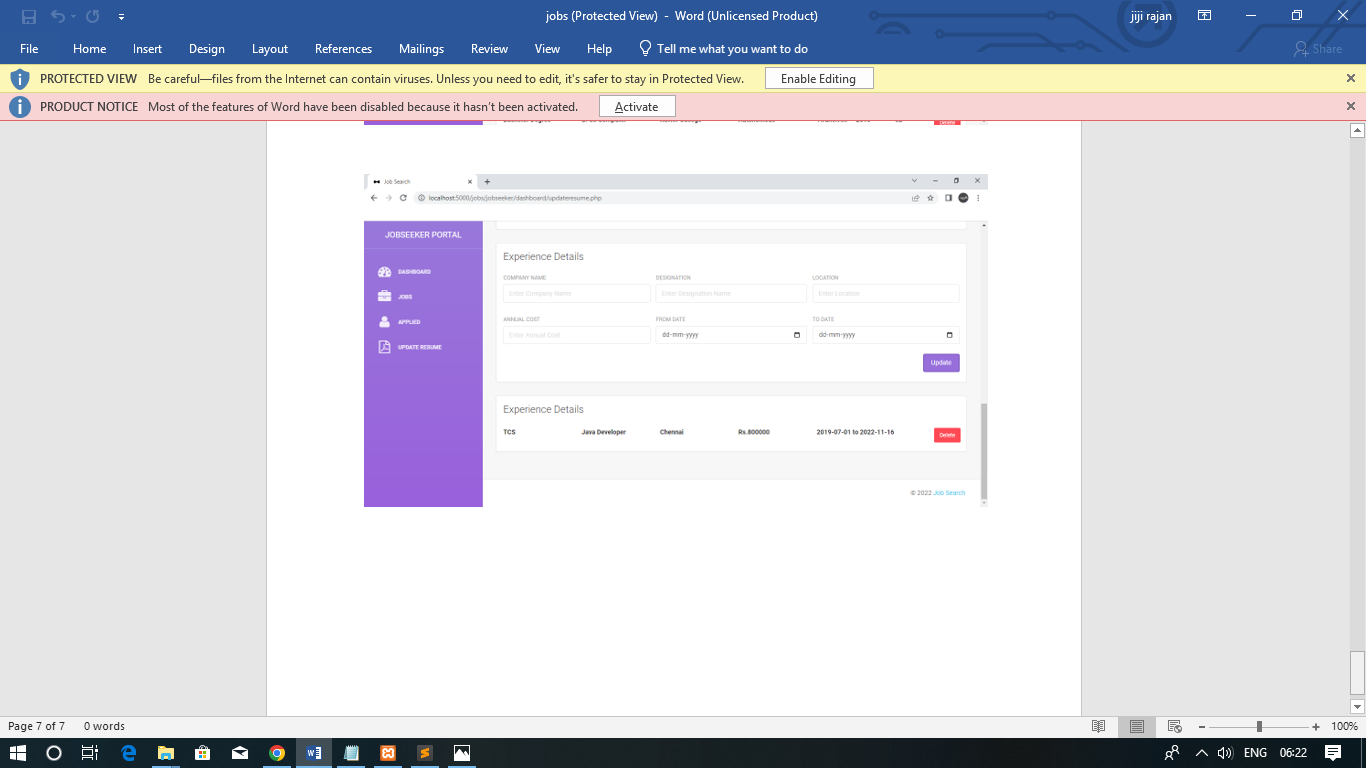 jobs (Protected View) - Word (Unlicensed Product)
jiji rajan
File Home Insert Design Layout References Mailings Review View Help Tell me what you want to do Share
PROTECTED VIEW Be careful—files from the Internet can contain viruses. Unless you need to edit, it's safer to stay in Protected View. Enable Editing
PRODUCT NOTICE Most of the features of Word have been disabled because it hasn't been activated. Activate
Job Search
localhost:5000/jobs/jobseeker/dashboard/updateresume.php
JOBSEEKER PORTAL
DASHBOARD
JOBS
APPLIED
UPDATE RESUME
Experience Details
COMPANY NAME DESIGNATION LOCATION
Enter Company Name Enter Designation Name Enter Location
ANNUAL COST FROM DATE TO DATE
Enter Annual Cost dd-mm-yyyy dd-mm-yyyy
Update
Experience Details
TCS Java Developer Chennai Rs.800000 2019-07-01 to 2022-11-16 Delete
© 2022 Job Search
Page 7 of 7 0 words 100%
ENG 06:22